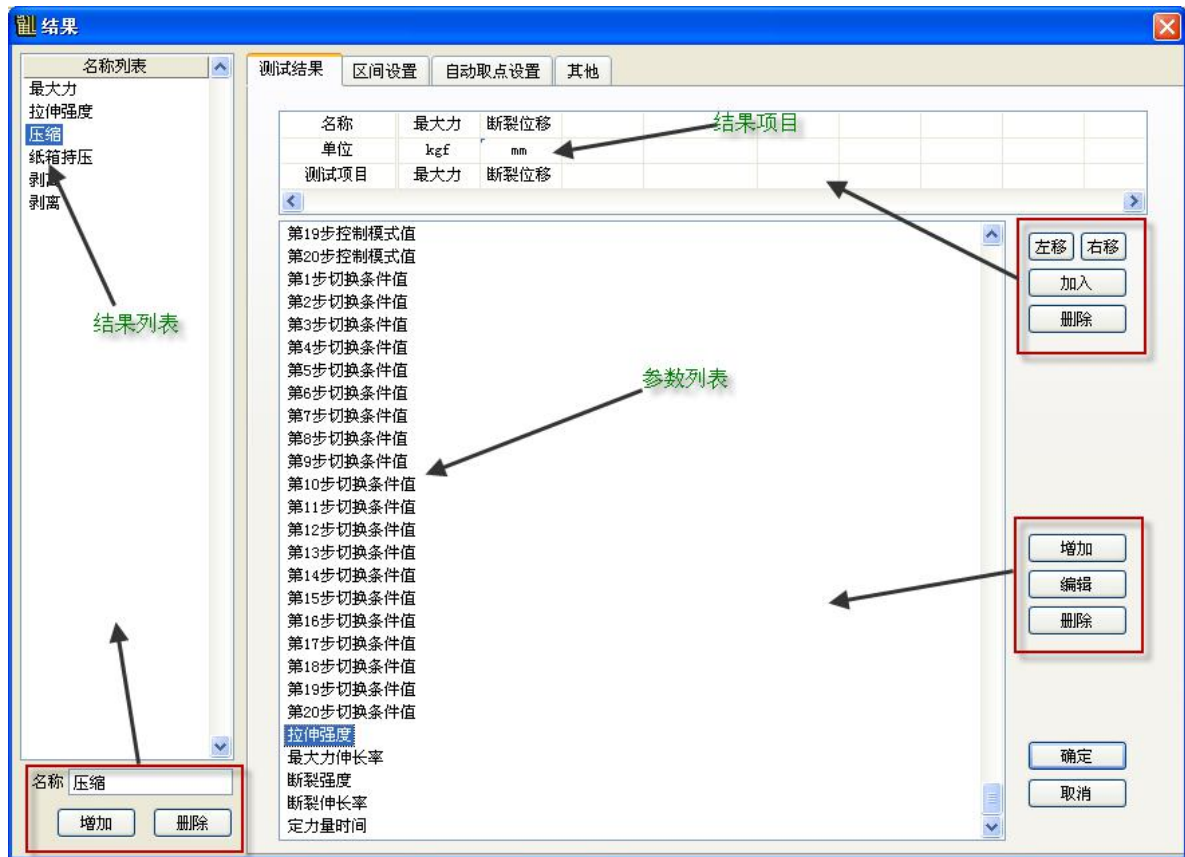 结果
名称列表
最大力
拉伸强度
压缩
纸箱持压
剥离
剥离
结果列表
名称 压缩
增加 删除
测试结果 区间设置 自动取点设置 其他
名称 最大力 断裂位移
结果项目
单位 kgf mm
测试项目 最大力 断裂位移
第19步控制模式值
第20步控制模式值
第1步切换条件值
第2步切换条件值
第3步切换条件值
第4步切换条件值
第5步切换条件值
第6步切换条件值
第7步切换条件值
第8步切换条件值
第9步切换条件值
第10步切换条件值
第11步切换条件值
第12步切换条件值
第13步切换条件值
第14步切换条件值
第15步切换条件值
第16步切换条件值
第17步切换条件值
第18步切换条件值
第19步切换条件值
第20步切换条件值
拉伸强度
最大力伸长率
断裂强度
断裂伸长率
定力量时间
参数列表
左移 右移
加入
删除
增加
编辑
删除
确定
取消